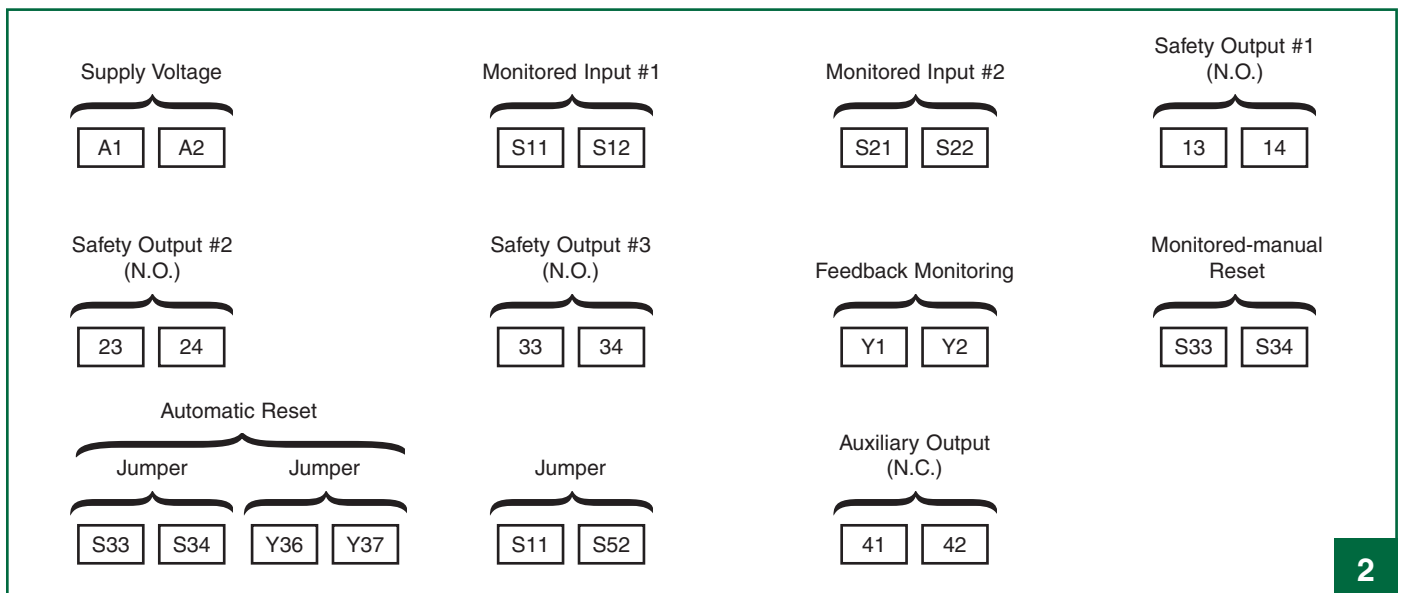 Supply Voltage
A1 A2
Monitored Input #1
S11 S12
Monitored Input #2
S21 S22
Safety Output #1
(N.O.)
13 14
Safety Output #2
(N.O.)
23 24
Safety Output #3
(N.O.)
33 34
Feedback Monitoring
Y1 Y2
Monitored-manual
Reset
S33 S34
Automatic Reset
Jumper
S33 S34
Jumper
Y36 Y37
Jumper
S11 S52
Auxiliary Output
(N.C.)
41 42
2